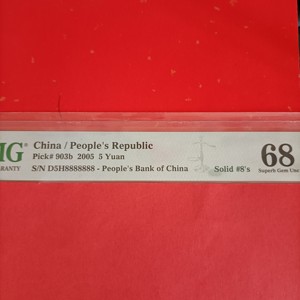 MG®
China / People's Republic
Pick# 903b 2005 5 Yuan
S/N D5H8888888 - People's Bank of China
Solid #8's
68
Superb Gem Unc